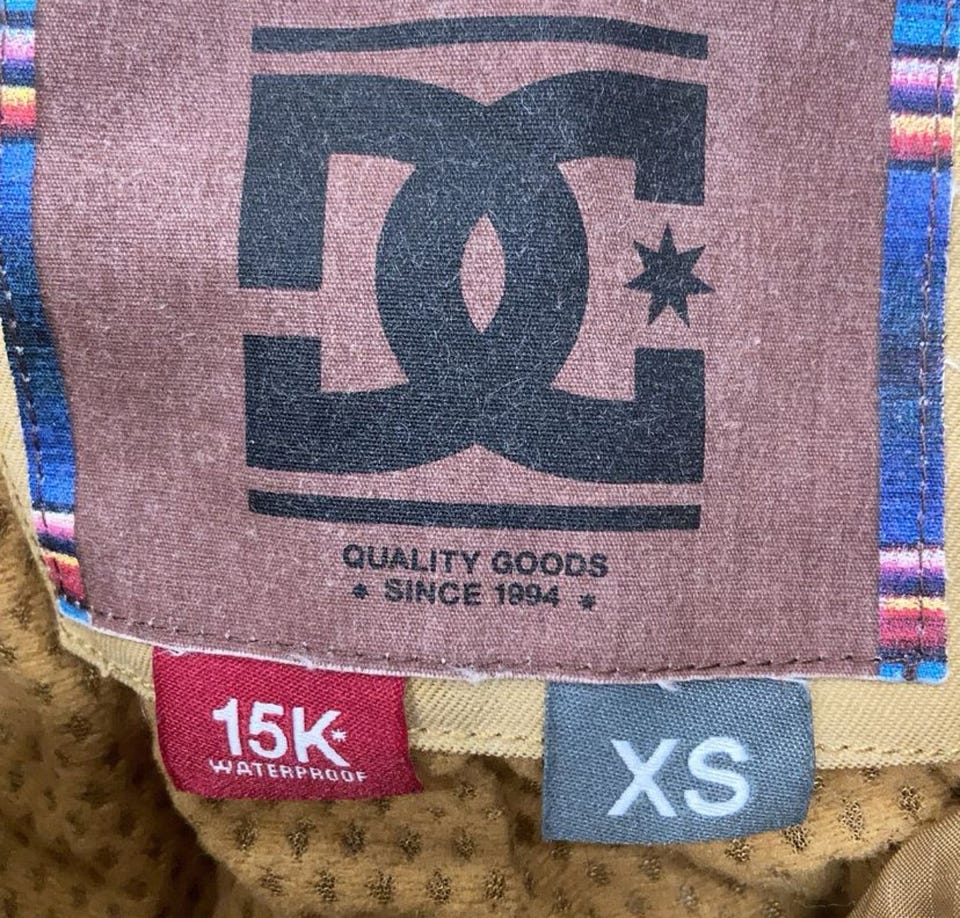 DC
QUALITY GOODS
* SINCE 1994 *
15K*
WATERPROOF
XS